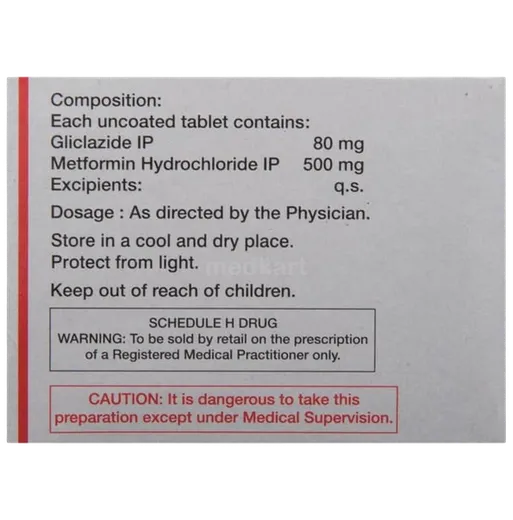 Composition:
Each uncoated tablet contains:
Gliclazide IP 80 mg
Metformin Hydrochloride IP 500 mg
Excipients: q.s.
Dosage : As directed by the Physician.
Store in a cool and dry place.
Protect from light.
medkart
Keep out of reach of children.
SCHEDULE H DRUG
WARNING: To be sold by retail on the prescription
of a Registered Medical Practitioner only.
CAUTION: It is dangerous to take this
preparation except under Medical Supervision.